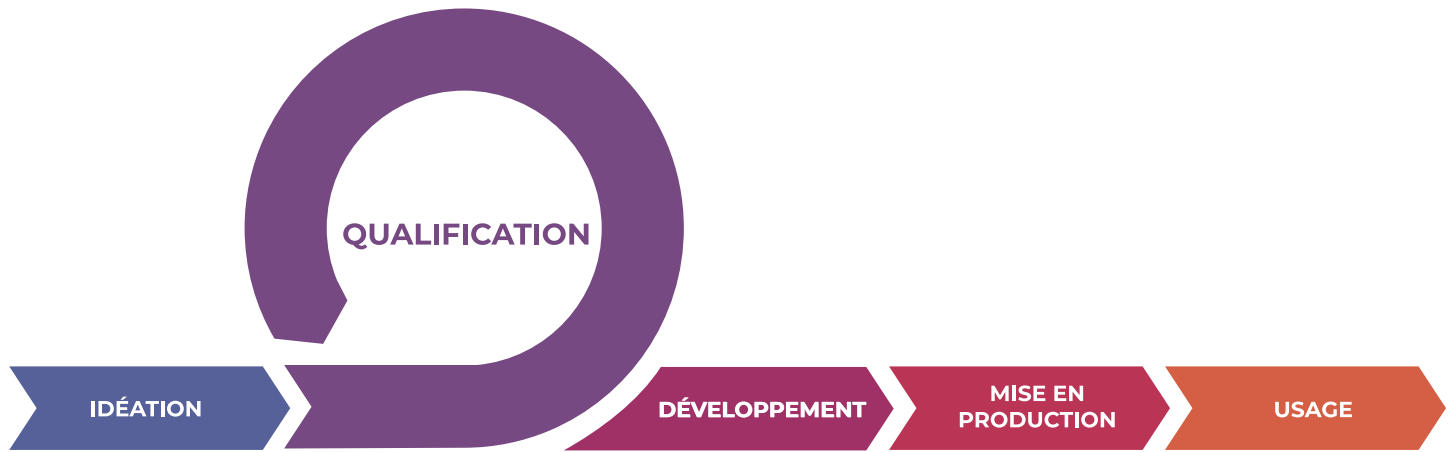 QUALIFICATION
IDÉATION
DÉVELOPPEMENT
MISE EN
PRODUCTION
USAGE